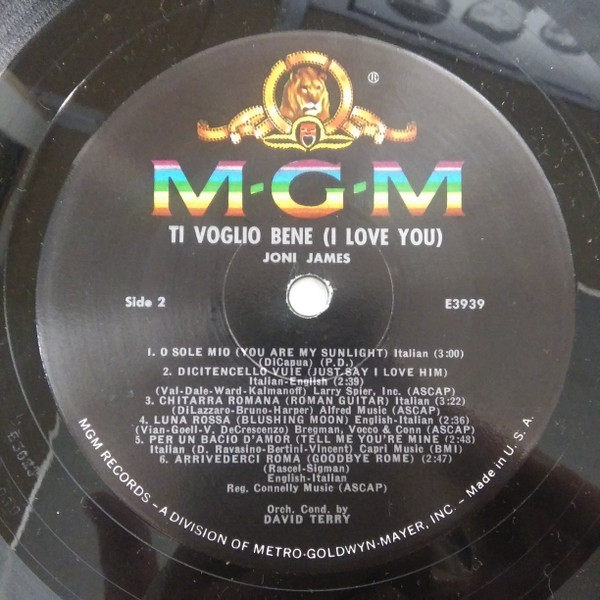 ®
M-G-M
TI VOGLIO BENE (I LOVE YOU)
JONI JAMES
Side 2
E3939
1. O SOLE MIO (YOU ARE MY SUNLIGHT) Italian (3:00)
(DiCapua) (P.D.)
2. DICITENCELLO VUIE (JUST SAY I LOVE HIM)
Italian-English (2:39)
(Val-Dale-Ward-Kalmanoff) Larry Spier, Inc. (ASCAP)
3. CHITARRA ROMANA (ROMAN GUITAR) Italian (3:22)
(DiLazzaro-Bruno-Harper) Alfred Music (ASCAP)
4. LUNA ROSSA (BLUSHING MOON) English-Italian (2:36)
(Vian-Goell-V. DeCrescenzo) Bregman, Vocco & Conn (ASCAP)
5. PER UN BACIO D'AMOR (TELL ME YOU'RE MINE (2:48)
Italian (D. Ravasino-Bertini-Vincent) Capri Music (BMI)
6. ARRIVEDERCI ROMA (GOODBYE ROME) (2:47)
(Rascel-Sigman)
English-Italian
Reg. Connelly Music (ASCAP)
Orch. Cond. by
DAVID TERRY
MGM RECORDS – A DIVISION OF METRO-GOLDWYN-MAYER, INC. – Made in U.S.A.